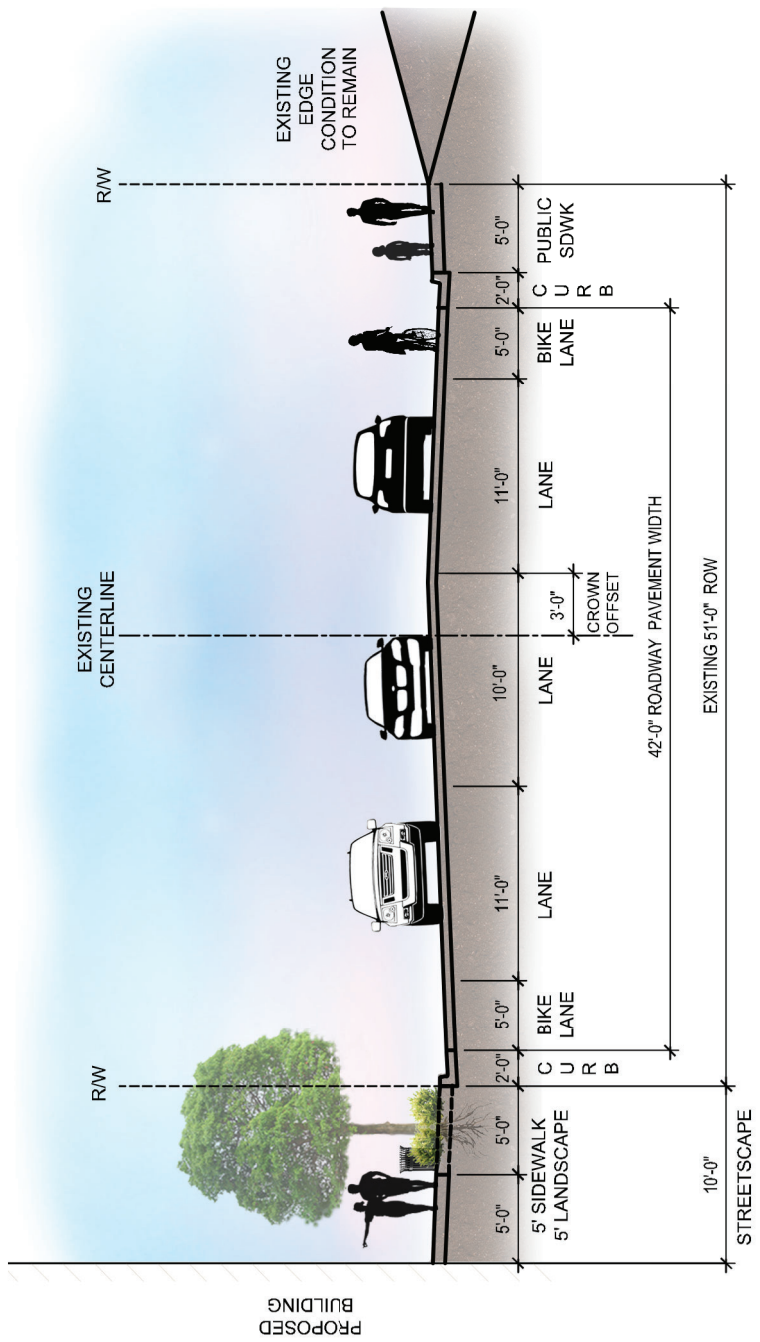 PROPOSED
BUILDING
R/W
EXISTING
CENTERLINE
R/W
EXISTING
EDGE
CONDITION
TO REMAIN
5'-0"
5'-0"
2'-0"
5'-0"
11'-0"
10'-0"
11'-0"
5'-0"
2'-0"
5'-0"
5' SIDEWALK
5' LANDSCAPE
C U R B
BIKE
LANE
LANE
LANE
LANE
BIKE
LANE
C U R B
PUBLIC
SDWK
3'-0"
CROWN
OFFSET
42'-0" ROADWAY PAVEMENT WIDTH
10'-0"
EXISTING 51'-0" ROW
STREETSCAPE